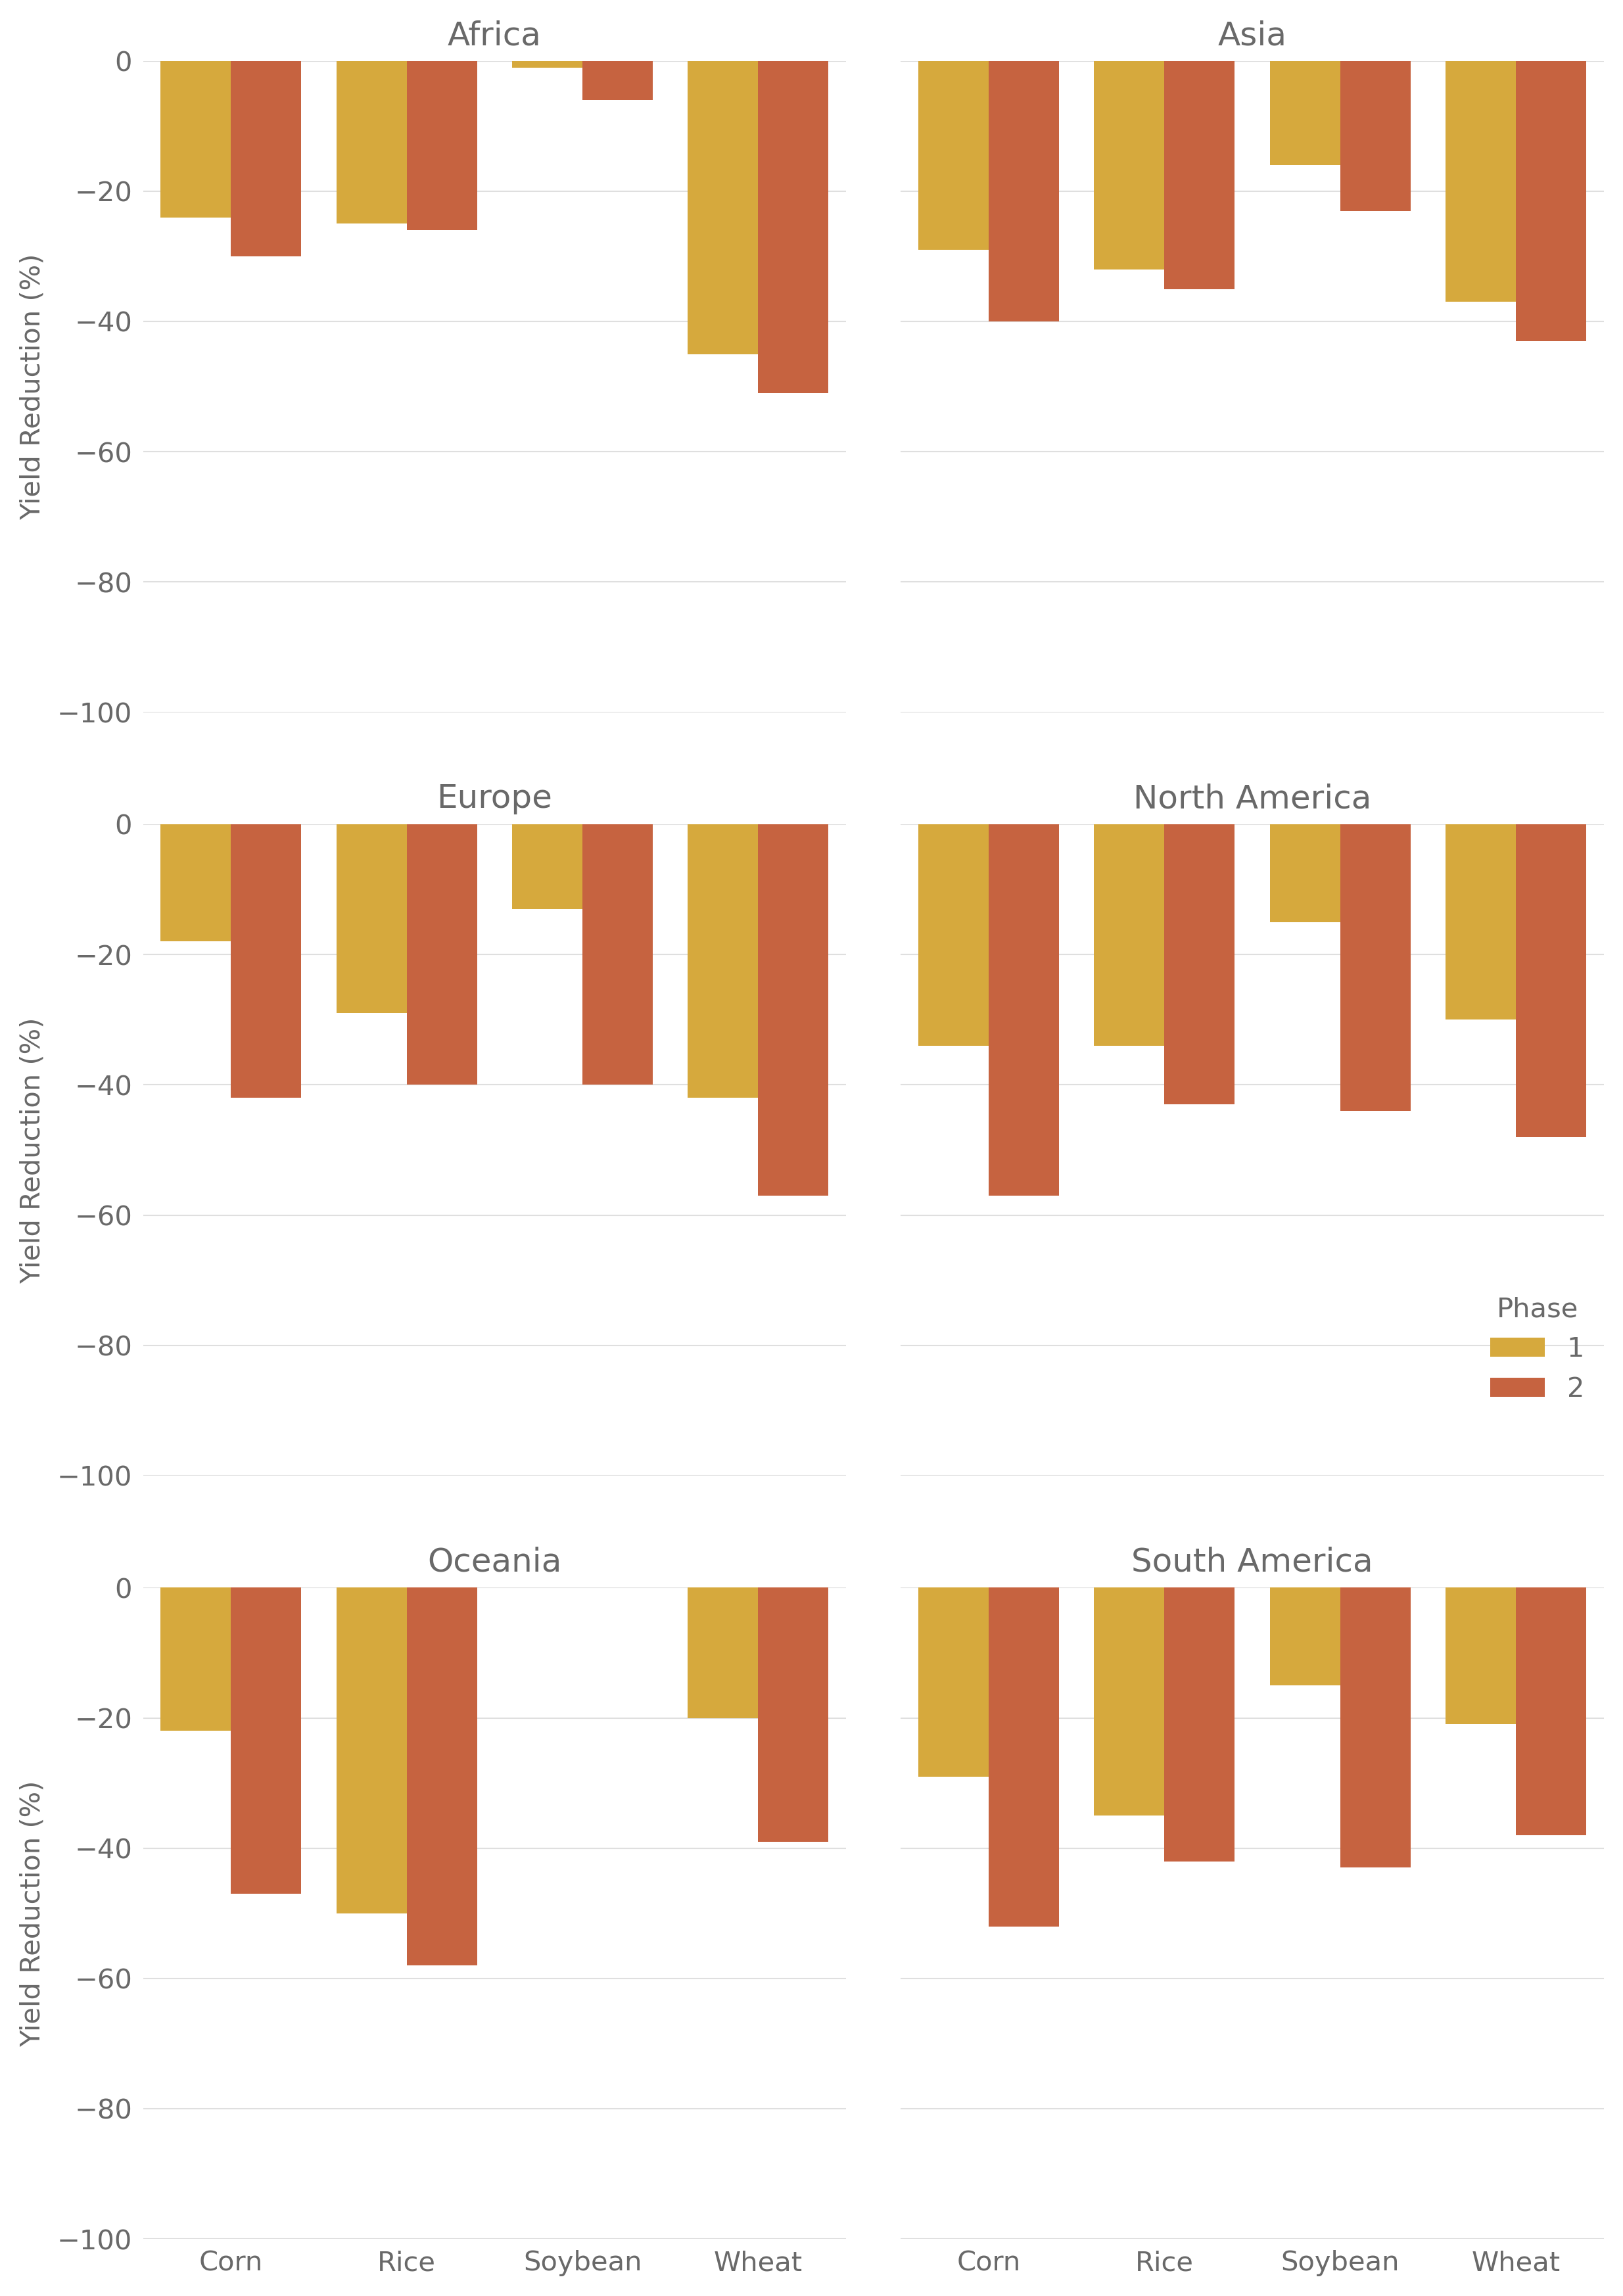 Africa
Asia
0
−20
−40
−60
−80
−100
Yield Reduction (%)
Europe
North America
0
−20
−40
−60
−80
−100
Yield Reduction (%)
Phase
1
2
Oceania
South America
0
−20
−40
−60
−80
−100
Yield Reduction (%)
Corn Rice Soybean Wheat
Corn Rice Soybean Wheat